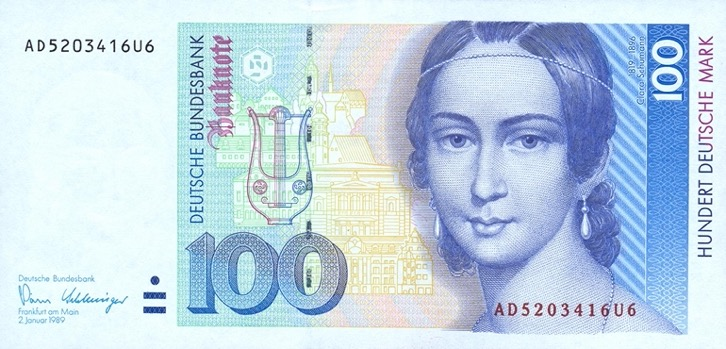 AD5203416U6
DEUTSCHE BUNDESBANK
Banknote
Clara Schumann
1819-1896
100
HUNDERT DEUTSCHE MARK
100
Deutsche Bundesbank
Frankfurt am Main
2. Januar 1989
AD5203416U6